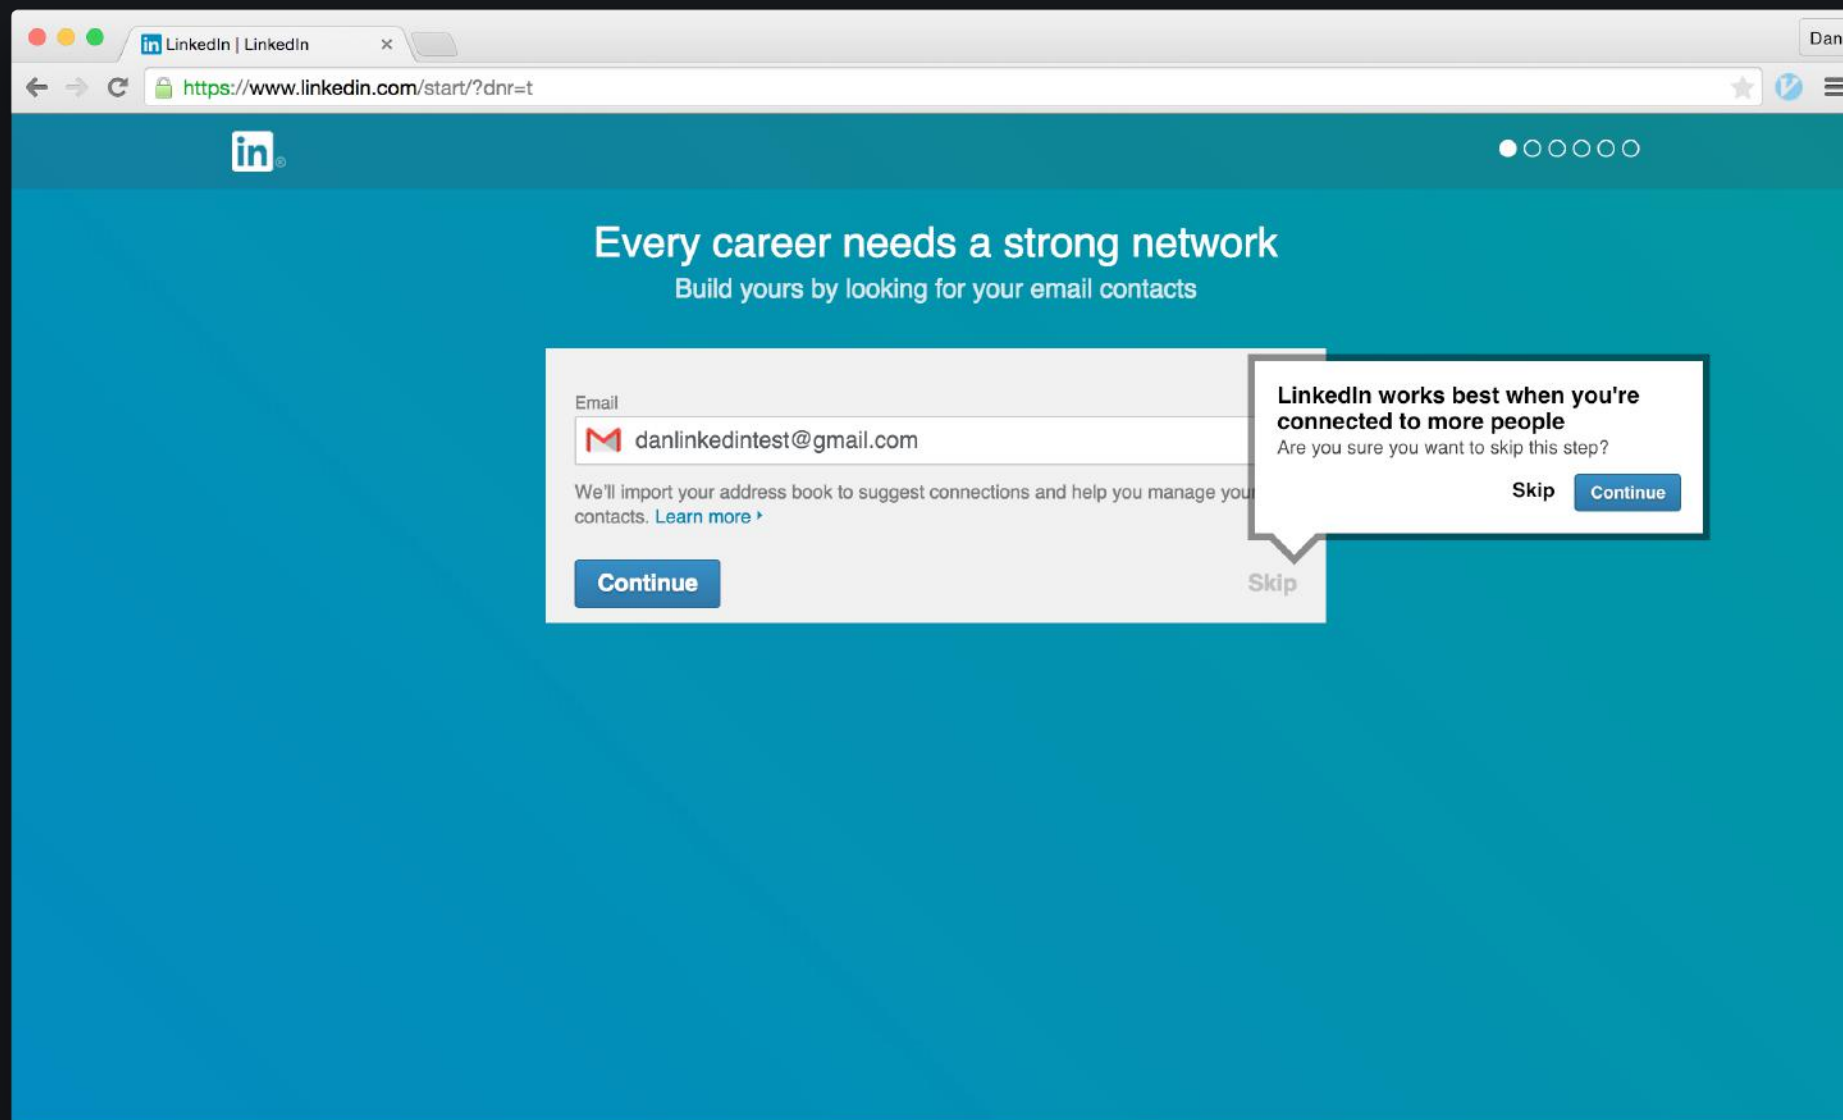 LinkedIn | LinkedIn
Dan
https://www.linkedin.com/start/?dnr=t
in®
Every career needs a strong network
Build yours by looking for your email contacts
Email
danlinkedintest@gmail.com
We'll import your address book to suggest connections and help you manage your
contacts. Learn more
Continue
Skip
LinkedIn works best when you're
connected to more people
Are you sure you want to skip this step?
Skip Continue